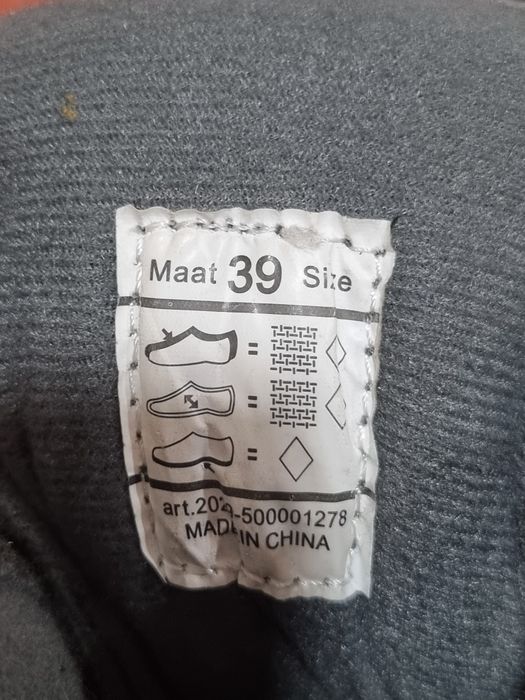 Maat 39 Size
=
=
=
MADE IN CHINA